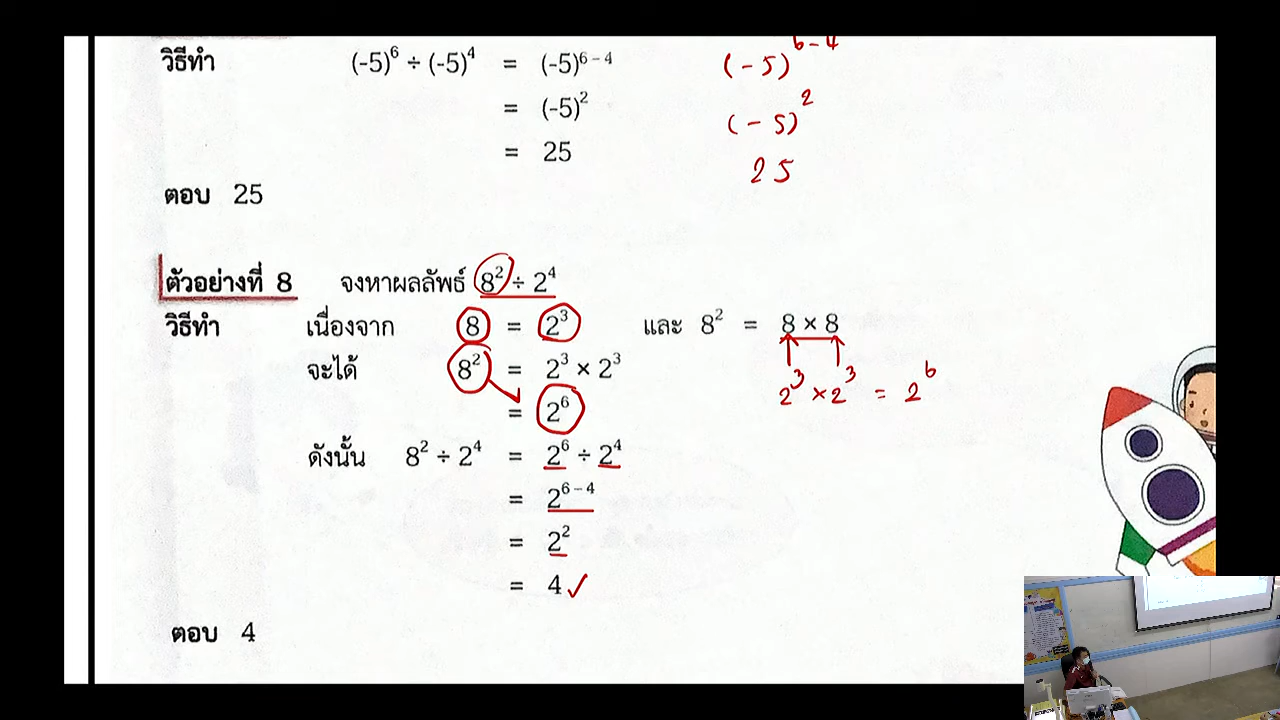 วิธีทำ (-5)⁶ ÷ (-5)⁴ = (-5)⁶⁻⁴ (-5)⁶⁻⁴
= (-5)² (-5)²
= 25 25
ตอบ 25
ตัวอย่างที่ 8 จงหาผลลัพธ์ 8² ÷ 2⁴
วิธีทำ เนื่องจาก 8 = 2³ และ 8² = 8 × 8
จะได้ 8² = 2³ × 2³ 2³ × 2³ = 2⁶
= 2⁶
ดังนั้น 8² ÷ 2⁴ = 2⁶ ÷ 2⁴
= 2⁶⁻⁴
= 2²
= 4 ✓
ตอบ 4